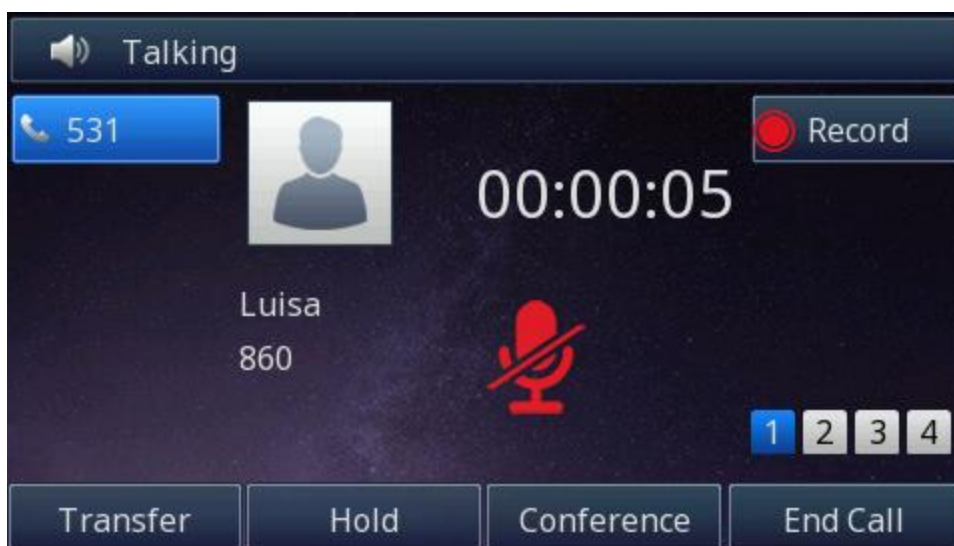 Talking
531
Record
00:00:05
Luisa
860
1 2 3 4
Transfer Hold Conference End Call